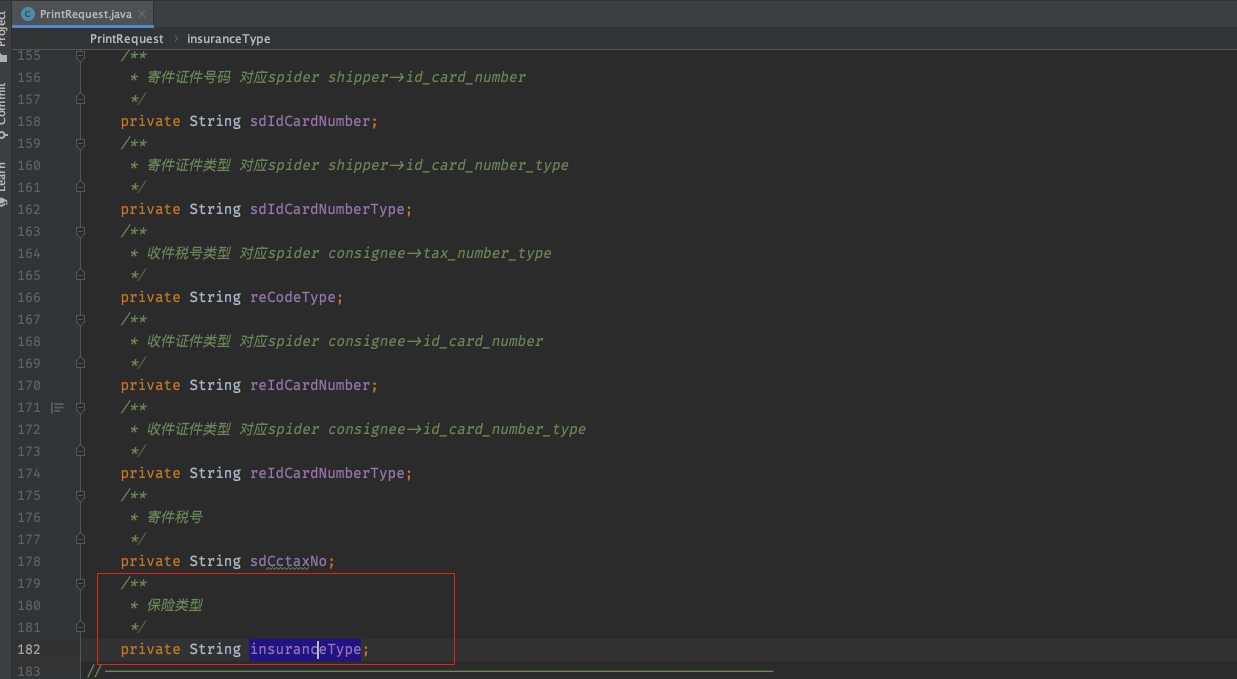 PrintRequest.java
Project
PrintRequest > insuranceType
Commit
Learn
155 /**
156 * 寄件证件号码 对应spider shipper->id_card_number
157 */
158 private String sdIdCardNumber;
159 /**
160 * 寄件证件类型 对应spider shipper->id_card_number_type
161 */
162 private String sdIdCardNumberType;
163 /**
164 * 收件税号类型 对应spider consignee->tax_number_type
165 */
166 private String reCodeType;
167 /**
168 * 收件证件类型 对应spider consignee->id_card_number
169 */
170 private String reIdCardNumber;
171 /**
172 * 收件证件类型 对应spider consignee->id_card_number_type
173 */
174 private String reIdCardNumberType;
175 /**
176 * 寄件税号
177 */
178 private String sdCctaxNo;
179 /**
180 * 保险类型
181 */
182 private String insuranceType;
183 //